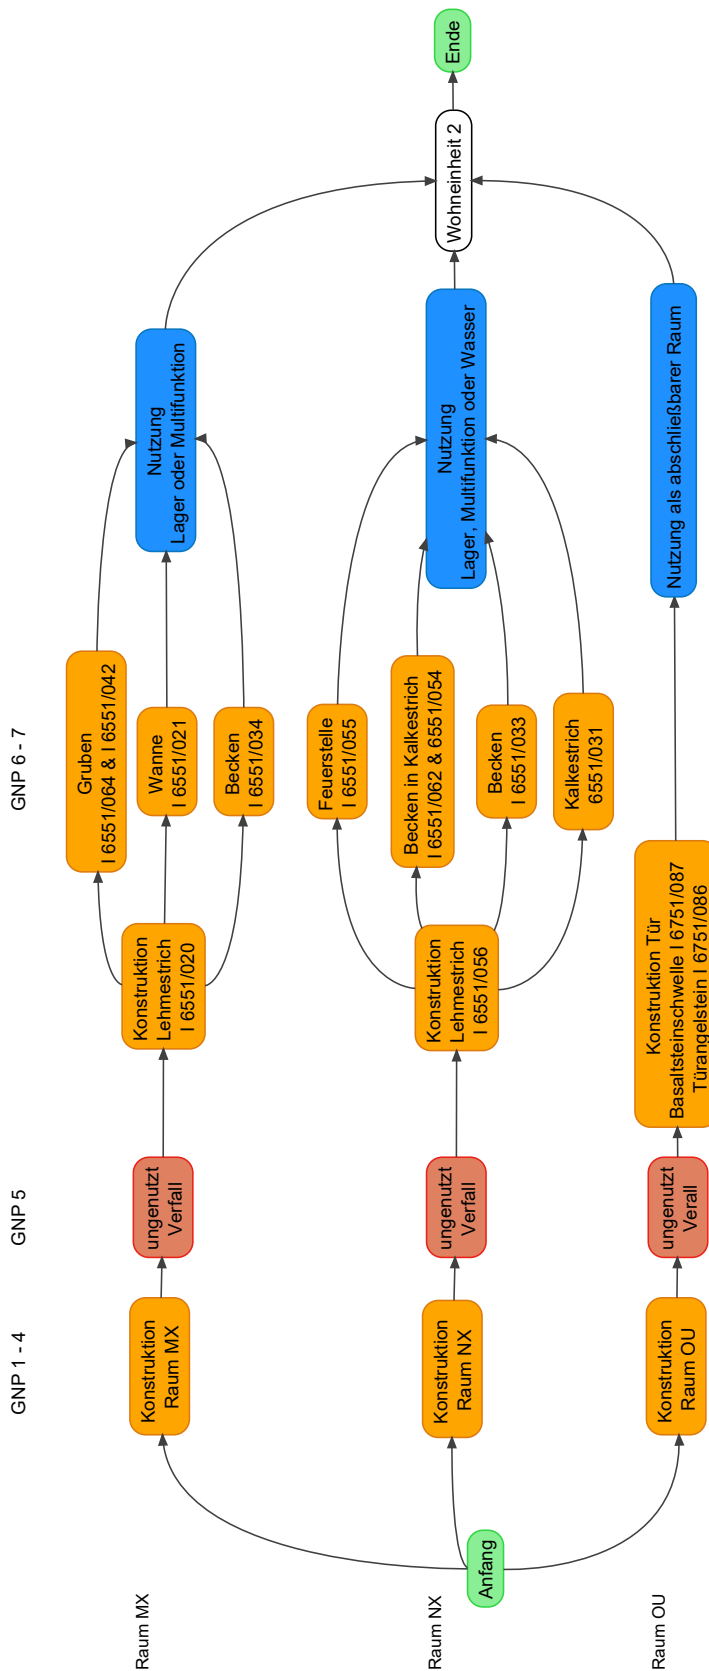 GNP 1 - 4
GNP 5
GNP 6 - 7
Raum MX
Konstruktion
Raum MX
ungenutzt
Verfall
Konstruktion
Lehmestrich
I 6551/020
Gruben
I 6551/064 & I 6551/042
Wanne
I 6551/021
Becken
I 6551/034
Nutzung
Lager oder Multifunktion
Raum NX
Anfang
Konstruktion
Raum NX
ungenutzt
Verfall
Konstruktion
Lehmestrich
I 6551/056
Feuerstelle
I 6551/055
Becken in Kalkestrich
I 6551/062 & 6551/054
Becken
I 6551/033
Kalkestrich
6551/031
Nutzung
Lager, Multifunktion oder Wasser
Wohneinheit 2
Ende
Raum OU
Konstruktion
Raum OU
ungenutzt
Verall
Konstruktion Tür
Basaltsteinschwelle I 6751/087
Türangelstein I 6751/086
Nutzung als abschließbarer Raum